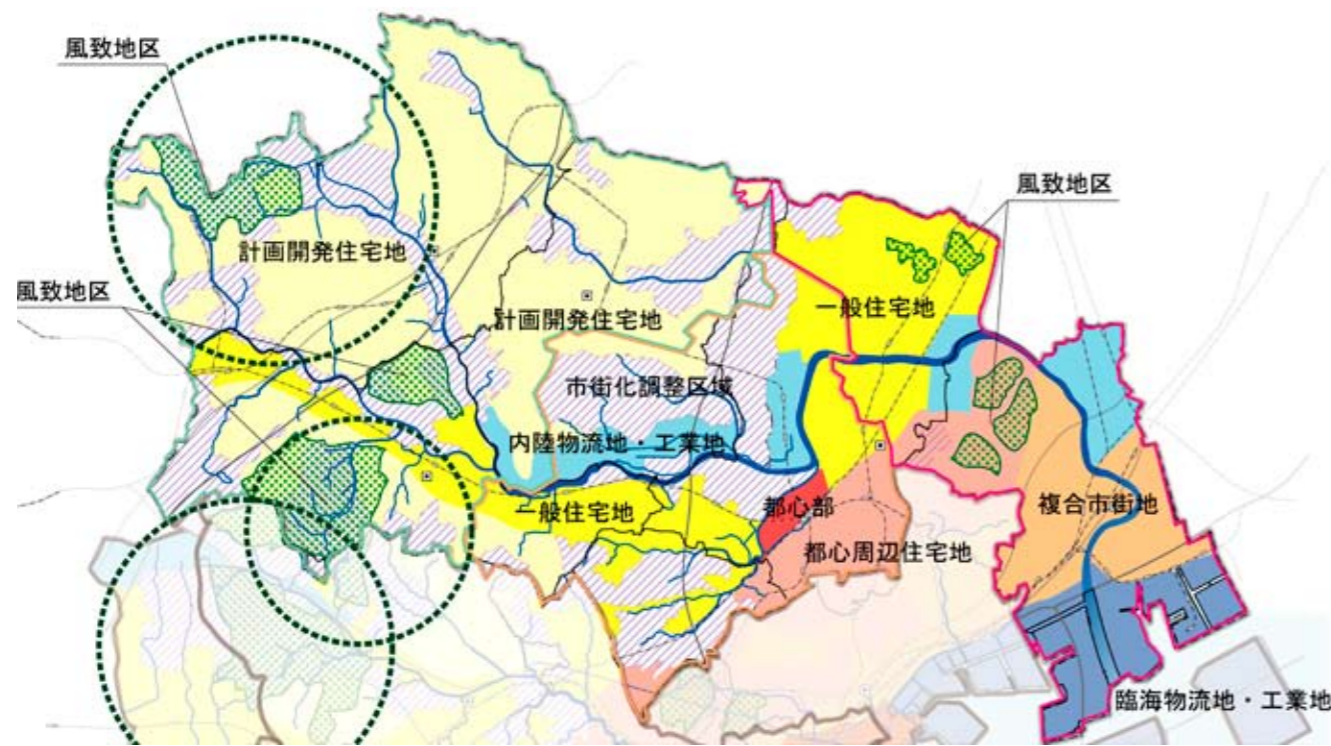 風致地区
風致地区
計画開発住宅地
風致地区
計画開発住宅地
一般住宅地
市街化調整区域
内陸物流地・工業地
一般住宅地
都心部
複合市街地
都心周辺住宅地
臨海物流地・工業地